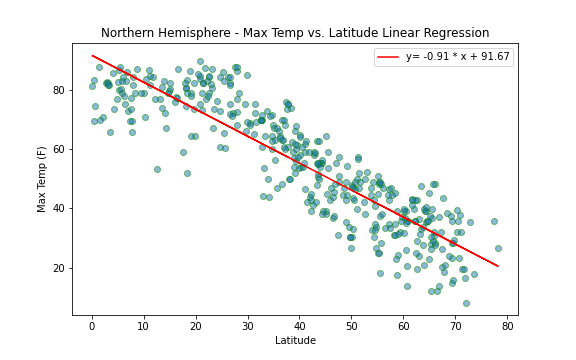 Northern Hemisphere - Max Temp vs. Latitude Linear Regression
y= -0.91 * x + 91.67
Max Temp (F)
80
60
40
20
0 10 20 30 40 50 60 70 80
Latitude